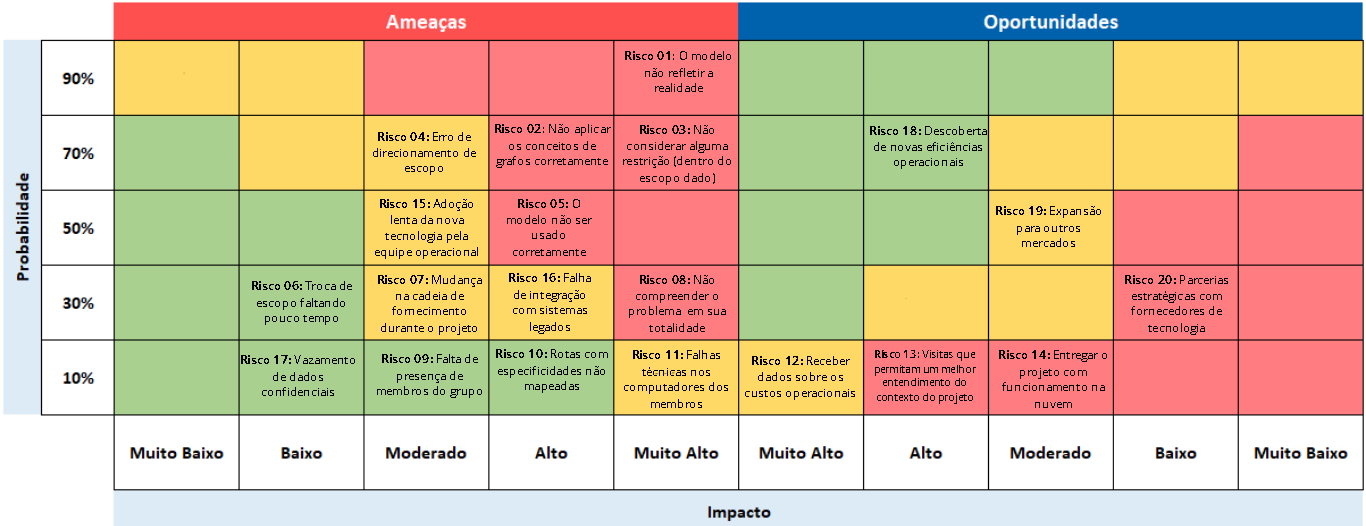 Ameaças
Oportunidades
Probabilidade
90%
Risco 01: O modelo
não refletir a
realidade
70%
Risco 04: Erro de
direcionamento de
escopo
Risco 02: Não aplicar
os conceitos de
grafos corretamente
Risco 03: Não
considerar alguma
restrição (dentro do
escopo dado)
Risco 18: Descoberta
de novas eficiências
operacionais
50%
Risco 15: Adoção
lenta da nova
tecnologia pela
equipe operacional
Risco 05: O
modelo não ser
usado
corretamente
Risco 19: Expansão
para outros
mercados
30%
Risco 06: Troca de
escopo faltando
pouco tempo
Risco 07: Mudança
na cadeia de
fornecimento
durante o projeto
Risco 16: Falha
de integração
com sistemas
legados
Risco 08: Não
compreender o
problema em sua
totalidade
Risco 20: Parcerias
estratégicas com
fornecedores de
tecnologia
10%
Risco 17: Vazamento
de dados
confidenciais
Risco 09: Falta de
presença de
membros do grupo
Risco 10: Rotas com
especificidades não
mapeadas
Risco 11: Falhas
técnicas nos
computadores dos
membros
Risco 12: Receber
dados sobre os
custos operacionais
Risco 13: Visitas que
permitam um melhor
entendimento do
contexto do projeto
Risco 14: Entregar o
projeto com
funcionamento na
nuvem
Muito Baixo
Baixo
Moderado
Alto
Muito Alto
Muito Alto
Alto
Moderado
Baixo
Muito Baixo
Impacto